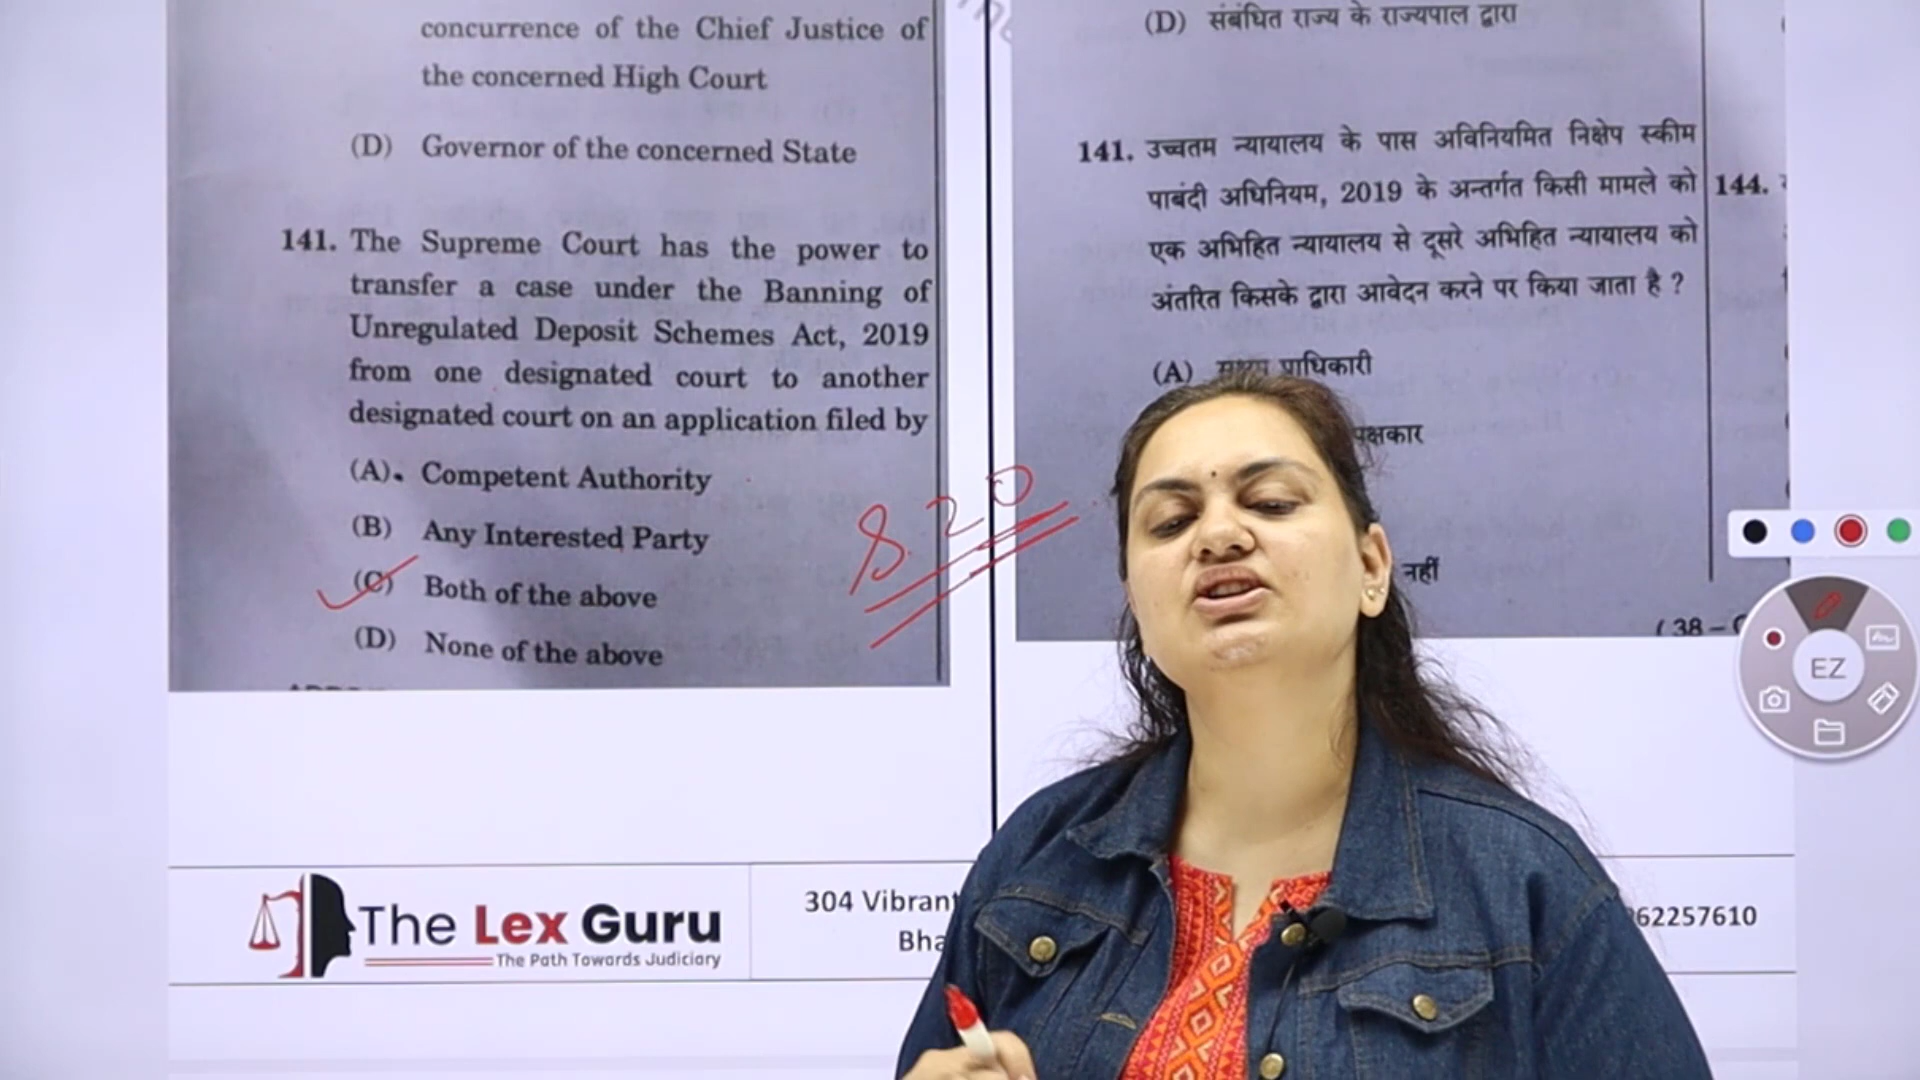 concurrence of the Chief Justice of
the concerned High Court
(D) Governor of the concerned State
141. The Supreme Court has the power to
transfer a case under the Banning of
Unregulated Deposit Schemes Act, 2019
from one designated court to another
designated court on an application filed by
(A). Competent Authority
(B) Any Interested Party
(C) Both of the above
(D) None of the above
S. 20
(D) संबंधित राज्य के राज्यपाल द्वारा
141. उच्चतम न्यायालय के पास अविनियमित निक्षेप स्कीम
पाबंदी अधिनियम, 2019 के अन्तर्गत किसी मामले को
एक अभिहित न्यायालय से दूसरे अभिहित न्यायालय को
अंतरित किसके द्वारा आवेदन करने पर किया जाता है ?
(A) सक्षम प्राधिकारी
पक्षकार
नहीं
(38 –
144.
EZ
The Lex Guru
The Path Towards Judiciary
304 Vibrant
Bha
62257610